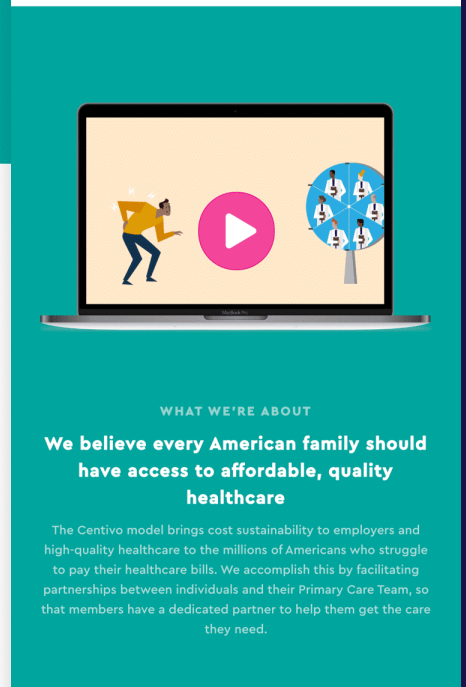 MacBook Pro
WHAT WE'RE ABOUT
We believe every American family should
have access to affordable, quality
healthcare
The Centivo model brings cost sustainability to employers and
high-quality healthcare to the millions of Americans who struggle
to pay their healthcare bills. We accomplish this by facilitating
partnerships between individuals and their Primary Care Team, so
that members have a dedicated partner to help them get the care
they need.